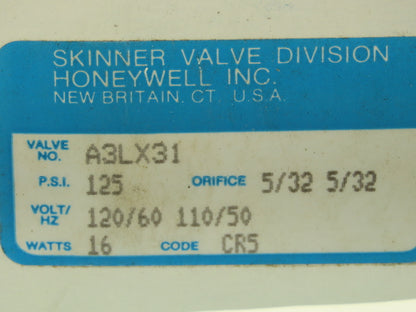 SKINNER VALVE DIVISION
HONEYWELL INC.
NEW BRITAIN, CT. U.S.A.
VALVE NO. A3LX31
P.S.I. 125 ORIFICE 5/32 5/32
VOLT/HZ 120/60 110/50
WATTS 16 CODE CR5